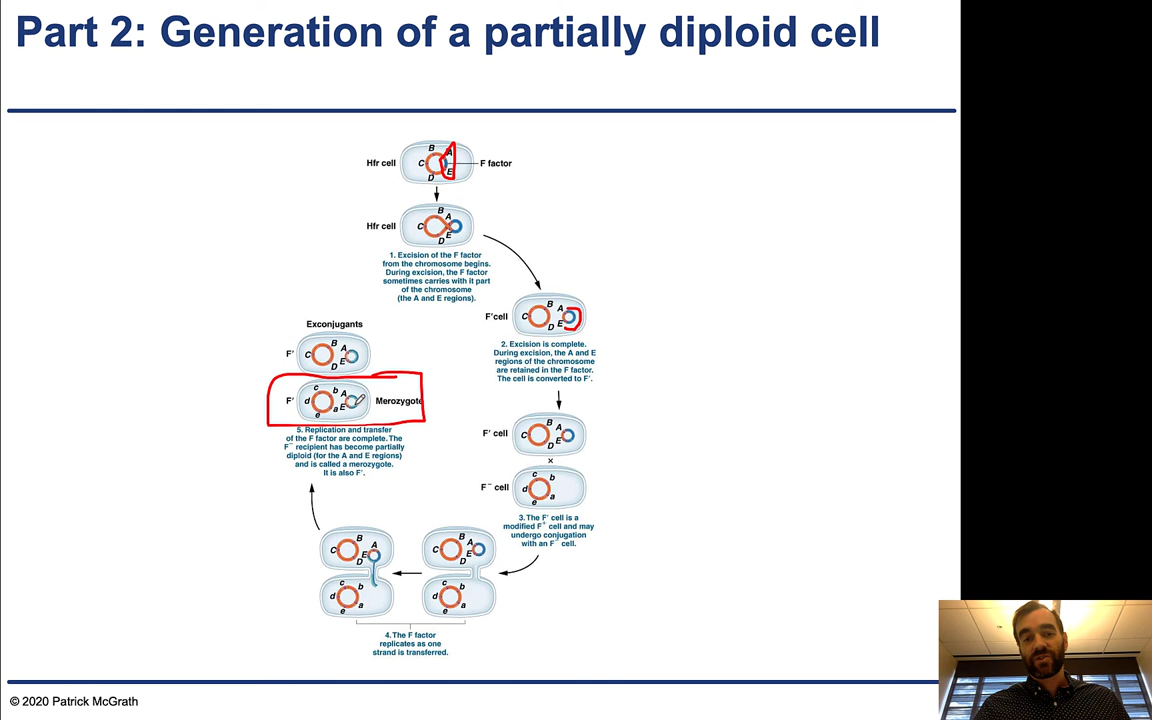 Part 2: Generation of a partially diploid cell
Hfr cell
B
A
C
E
D
F factor
Hfr cell
B
A
C
E
D
1. Excision of the F factor
from the chromosome begins.
During excision, the F factor
sometimes carries with it part
of the chromosome
(the A and E regions).
F′cell
B
A
C
E
D
2. Excision is complete.
During excision, the A and E
regions of the chromosome
are retained in the F factor.
The cell is converted to F′.
F′ cell
B
A
C
E
D
×
F⁻ cell
c
b
d
a
e
3. The F′ cell is a
modified F⁺ cell and may
undergo conjugation
with an F⁻ cell.
B
A
C
E
D
c
b
d
a
e
B
A
C
E
D
c
b
d
a
e
4. The F factor
replicates as one
strand is transferred.
Exconjugants
F′
B
A
C
E
D
F′
c
b
A
d
a
E
e
Merozygote
5. Replication and transfer
of the F factor are complete. The
F⁻ recipient has become partially
diploid (for the A and E regions)
and is called a merozygote.
It is also F′.
© 2020 Patrick McGrath